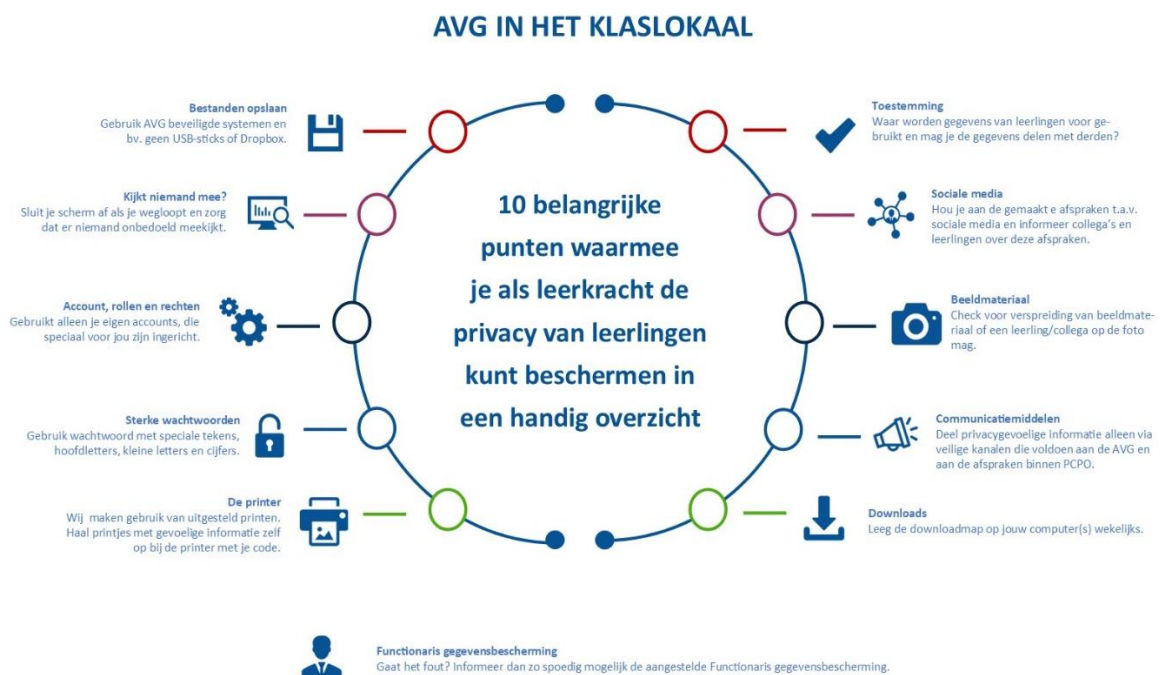 AVG IN HET KLASLOKAAL
Bestanden opslaan
Gebruik AVG beveiligde systemen en
bv. geen USB-sticks of Dropbox.
Kijkt niemand mee?
Sluit je scherm af als je wegloopt en zorg
dat er niemand onbedoeld meekijkt.
Account, rollen en rechten
Gebruikt alleen je eigen accounts, die
speciaal voor jou zijn ingericht.
Sterke wachtwoorden
Gebruik wachtwoord met speciale tekens,
hoofdletters, kleine letters en cijfers.
De printer
Wij maken gebruik van uitgesteld printen.
Haal printjes met gevoelige informatie zelf
op bij de printer met je code.
10 belangrijke
punten waarmee
je als leerkracht de
privacy van leerlingen
kunt beschermen in
een handig overzicht
Toestemming
Waar worden gegevens van leerlingen voor ge-
bruikt en mag je de gegevens delen met derden?
Sociale media
Hou je aan de gemaakt e afspraken t.a.v.
sociale media en informeer collega's en
leerlingen over deze afspraken.
Beeldmateriaal
Check voor verspreiding van beeldmate-
riaal of een leerling/collega op de foto
mag.
Communicatiemiddelen
Deel privacygevoelige informatie alleen via
veilige kanalen die voldoen aan de AVG en
aan de afspraken binnen PCPO.
Downloads
Leeg de downloadmap op jouw computer(s) wekelijks.
Functionaris gegevensbescherming
Gaat het fout? Informeer dan zo spoedig mogelijk de aangestelde Functionaris gegevensbescherming.